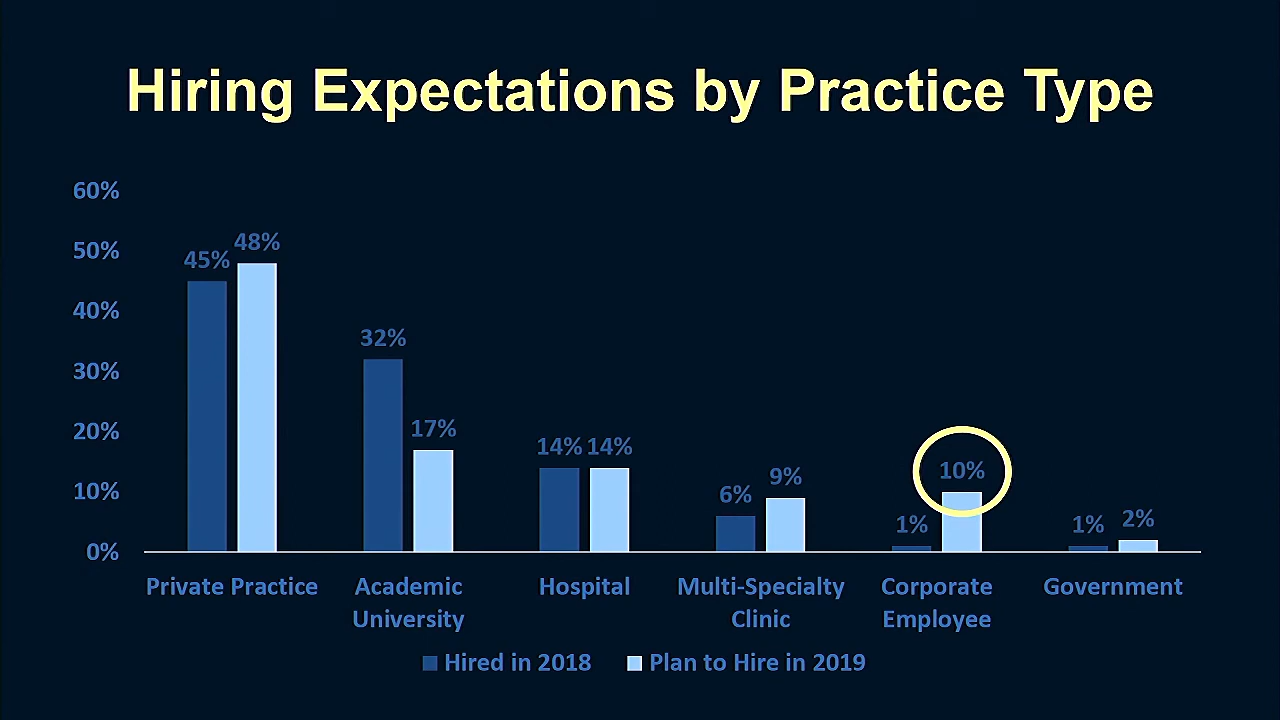 Hiring Expectations by Practice Type
60%
50%
40%
30%
20%
10%
0%
45% 48%
32% 17%
14% 14%
6% 9%
1% 10%
1% 2%
Private Practice
Academic
University
Hospital
Multi-Specialty
Clinic
Corporate
Employee
Government
Hired in 2018 Plan to Hire in 2019